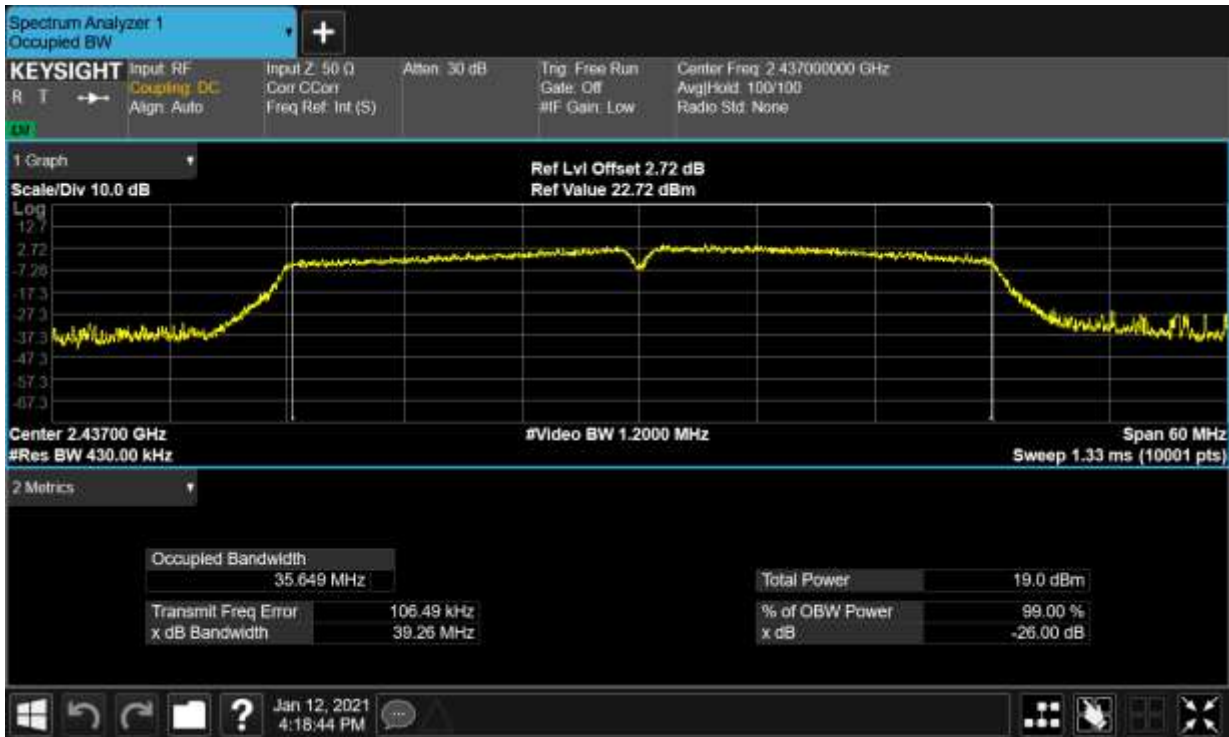 Spectrum Analyzer 1
Occupied BW
KEYSIGHT
R T
Input: RF
Coupling: DC
Align: Auto
Input Z: 50 Ω
Corr CCorr
Freq Ref: Int (S)
Atten: 30 dB
Trig: Free Run
Gate: Off
#IF Gain: Low
Center Freq: 2.437000000 GHz
Avg|Hold: 100/100
Radio Std: None
1 Graph
Scale/Div 10.0 dB
Ref Lvl Offset 2.72 dB
Ref Value 22.72 dBm
Log
12.7
2.72
-7.28
-17.3
-27.3
-37.3
-47.3
-57.3
-67.3
Center 2.43700 GHz
#Res BW 430.00 kHz
#Video BW 1.2000 MHz
Span 60 MHz
Sweep 1.33 ms (10001 pts)
2 Metrics
Occupied Bandwidth
35.649 MHz
Transmit Freq Error 106.49 kHz
x dB Bandwidth 39.26 MHz
Total Power 19.0 dBm
% of OBW Power 99.00 %
x dB -26.00 dB
Jan 12, 2021
4:18:44 PM